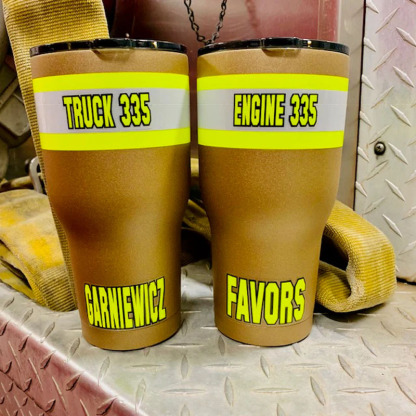 TRUCK 335
GARNIEWICZ
ENGINE 335
FAVORS